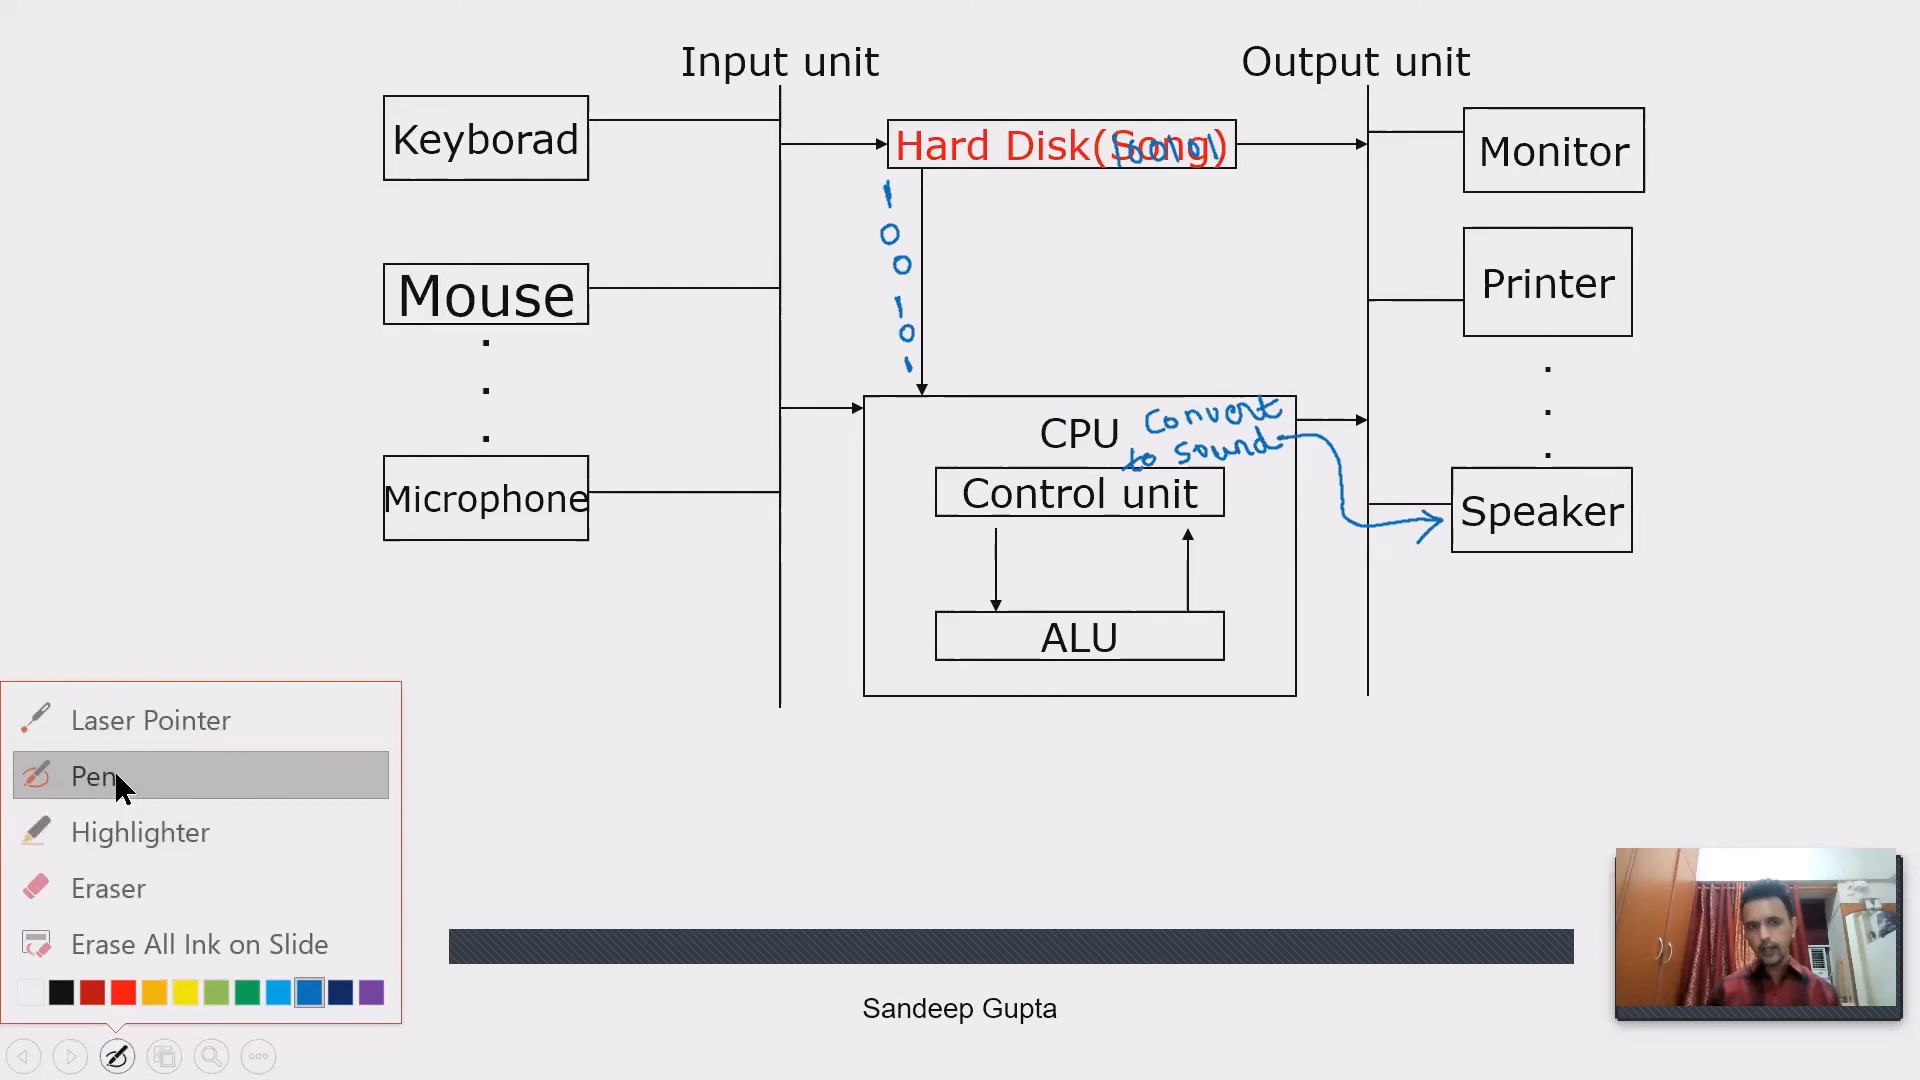 Input unit
Output unit
Keyborad
Hard Disk(Song)
Monitor
1
0
0
1
0
1
Mouse
Printer
.
.
.
.
.
.
CPU
Convert
to sound
Microphone
Control unit
Speaker
ALU
Laser Pointer
Pen
Highlighter
Eraser
Erase All Ink on Slide
Sandeep Gupta